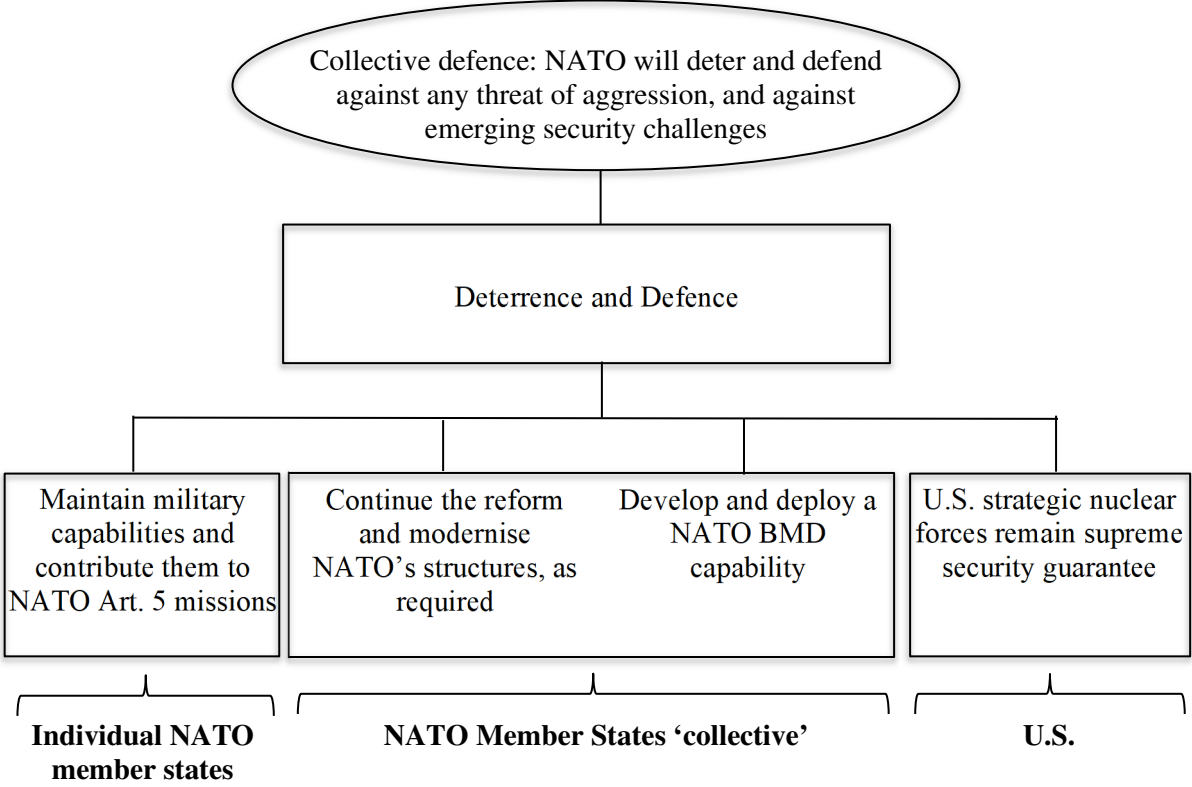 Collective defence: NATO will deter and defend
against any threat of aggression, and against
emerging security challenges
Deterrence and Defence
Maintain military
capabilities and
contribute them to
NATO Art. 5 missions
Continue the reform
and modernise
NATO’s structures, as
required
Develop and deploy a
NATO BMD
capability
U.S. strategic nuclear
forces remain supreme
security guarantee
Individual NATO
member states
NATO Member States ‘collective’
U.S.